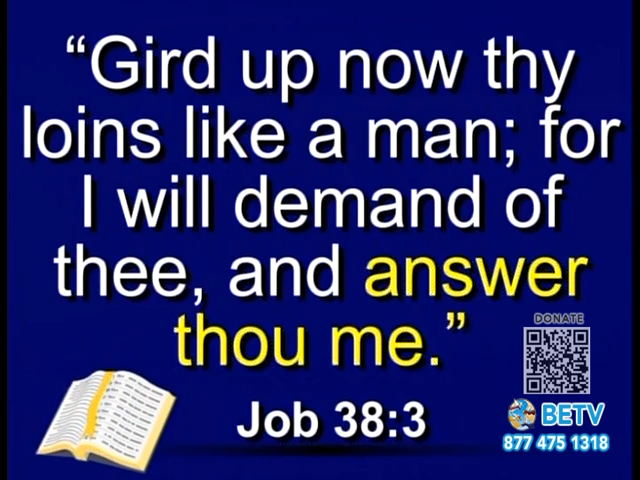 “Gird up now thy
loins like a man; for
I will demand of
thee, and answer
thou me.”
Job 38:3
DONATE
BETV
877 475 1318